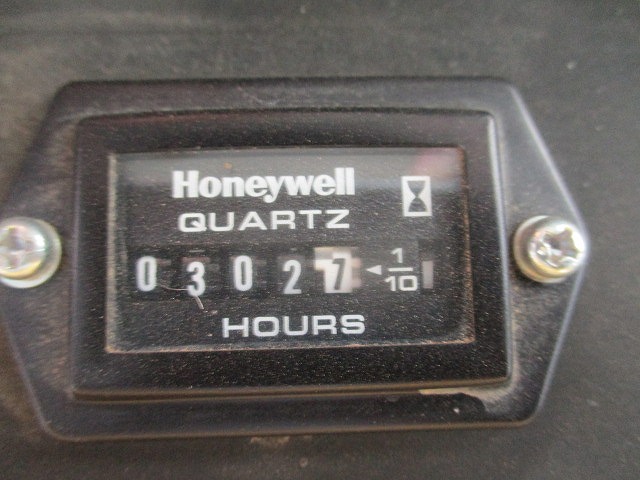 Honeywell
QUARTZ
03027 ◄ 1/10
HOURS